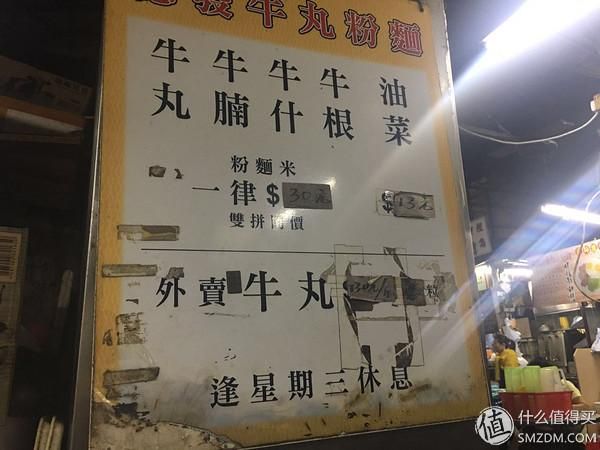 發牛丸粉麵
牛丸
牛腩
牛什
牛根
油菜
粉麵米
一律$30元 $13元
雙拼同價
外賣 牛丸
逢星期三休息
值 什么值得买
SMZDM.COM